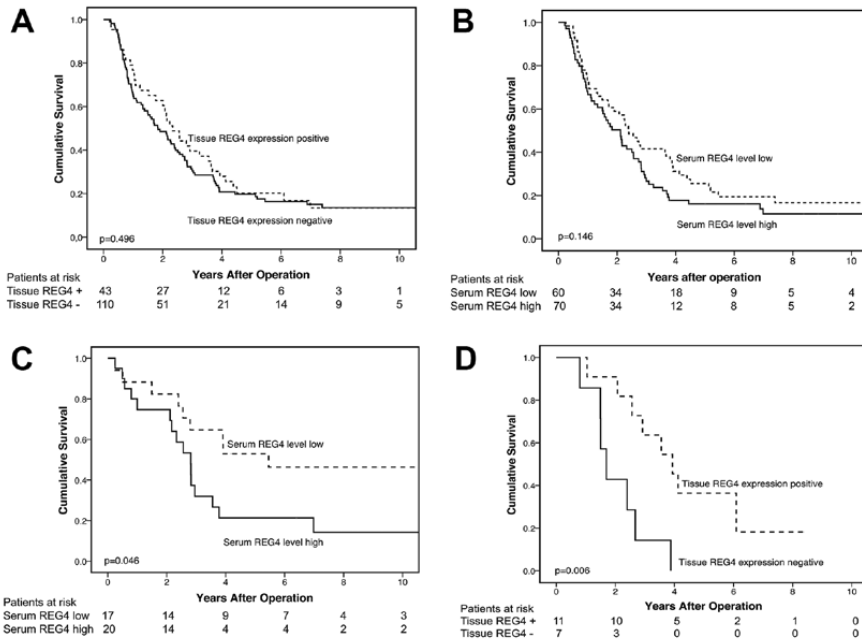 A
Cumulative Survival
1.0
0.8
0.6
0.4
0.2
0,0
Tissue REG4 expression positive
Tissue REG4 expression negative
p=0.496
0 2 4 6 8 10
Years After Operation
Patients at risk
Tissue REG4 + 43 27 12 6 3 1
Tissue REG4 - 110 51 21 14 9 5
B
Cumulative Survival
1.0
0.8
0.6
0.4
0.2
0.0
Serum REG4 level low
Serum REG4 level high
p=0.146
0 2 4 6 8 10
Years after operation
Patients at risk
Serum REG4 low 60 34 18 9 5 4
Serum REG4 high 70 34 12 8 5 2
C
Cumulative Survival
1.0
0.8
0.6
0.4
0.2
0.0
Serum REG4 level low
Serum REG4 level high
p=0.046
0 2 4 6 8 10
Years After Operation
Patients at risk
Serum REG4 low 17 14 9 7 4 3
Serum REG4 high 20 14 4 4 2 2
D
Cumulative Survival
1.0
0.8
0.6
0.4
0.2
0.0
Tissue REG4 expression positive
Tissue REG4 expression negative
p=0.006
0 2 4 6 8 10
Years After Operation
Patients at risk
Tissue REG4 + 11 10 5 2 1 0
Tissue REG4 - 7 3 0 0 0 0